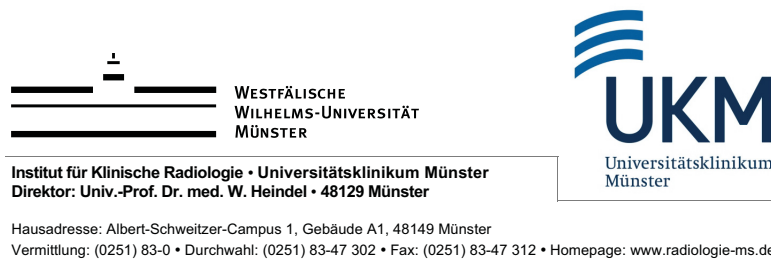 WESTFÄLISCHE
WILHELMS-UNIVERSITÄT
MÜNSTER
UKM
Universitätsklinikum
Münster
Institut für Klinische Radiologie • Universitätsklinikum Münster
Direktor: Univ.-Prof. Dr. med. W. Heindel • 48129 Münster
Hausadresse: Albert-Schweitzer-Campus 1, Gebäude A1, 48149 Münster
Vermittlung: (0251) 83-0 • Durchwahl: (0251) 83-47 302 • Fax: (0251) 83-47 312 • Homepage: www.radiologie-ms.de